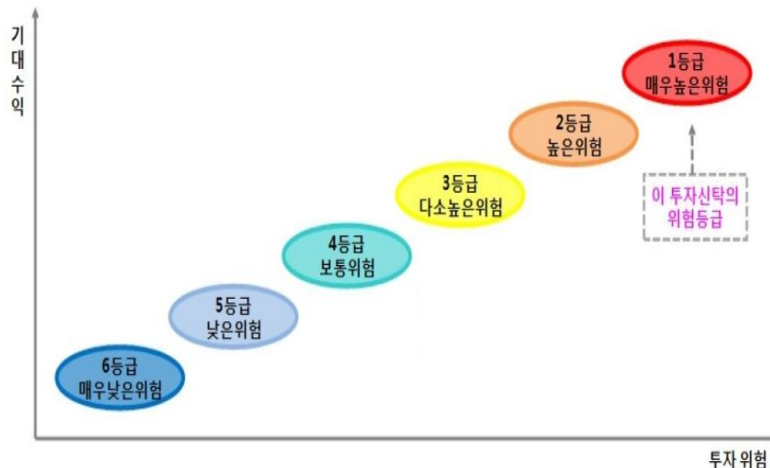 기대수익
1등급
매우높은위험
2등급
높은위험
이 투자신탁의
위험등급
3등급
다소높은위험
4등급
보통위험
5등급
낮은위험
6등급
매우낮은위험
투자 위험